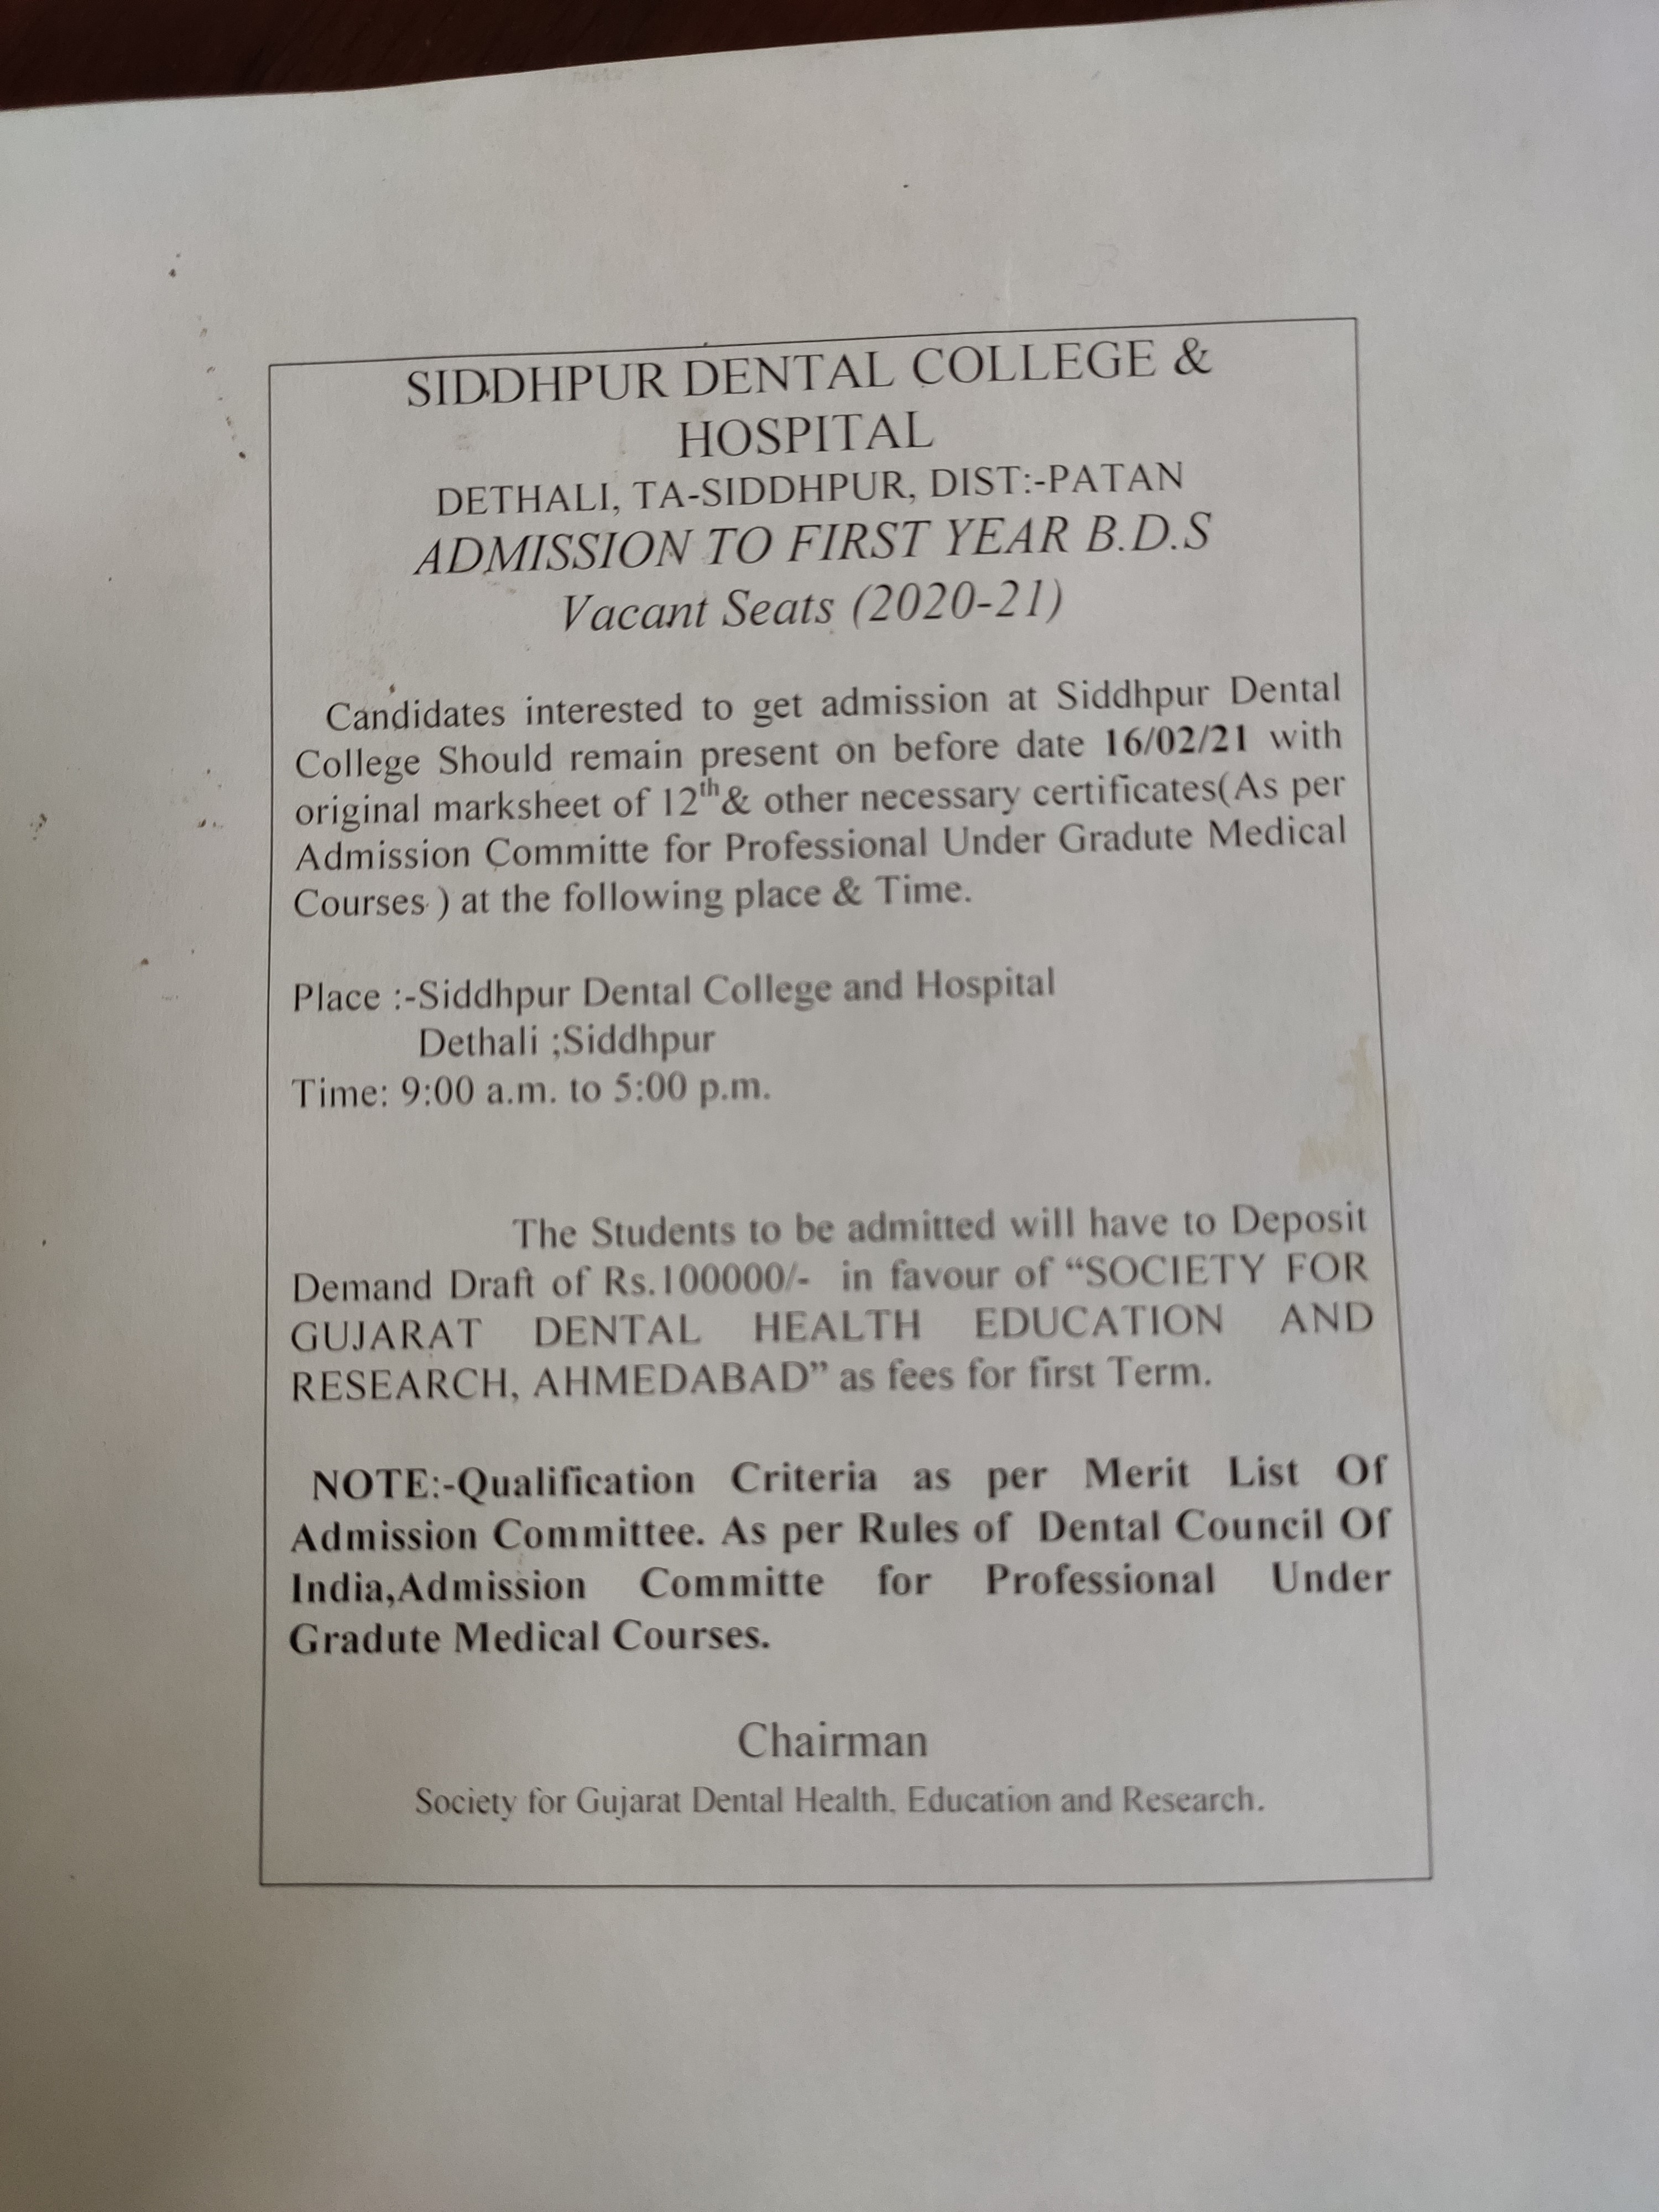 SIDDHPUR DENTAL COLLEGE &
HOSPITAL
DETHALI, TA-SIDDHPUR, DIST:-PATAN
ADMISSION TO FIRST YEAR B.D.S
Vacant Seats (2020-21)
Candidates interested to get admission at Siddhpur Dental
College Should remain present on before date 16/02/21 with
original marksheet of 12th& other necessary certificates(As per
Admission Committe for Professional Under Gradute Medical
Courses ) at the following place & Time.
Place :-Siddhpur Dental College and Hospital
Dethali ;Siddhpur
Time: 9:00 a.m. to 5:00 p.m.
The Students to be admitted will have to Deposit
Demand Draft of Rs.100000/- in favour of “SOCIETY FOR
GUJARAT DENTAL HEALTH EDUCATION AND
RESEARCH, AHMEDABAD” as fees for first Term.
NOTE:-Qualification Criteria as per Merit List Of
Admission Committee. As per Rules of Dental Council Of
India,Admission Committe for Professional Under
Gradute Medical Courses.
Chairman
Society for Gujarat Dental Health, Education and Research.